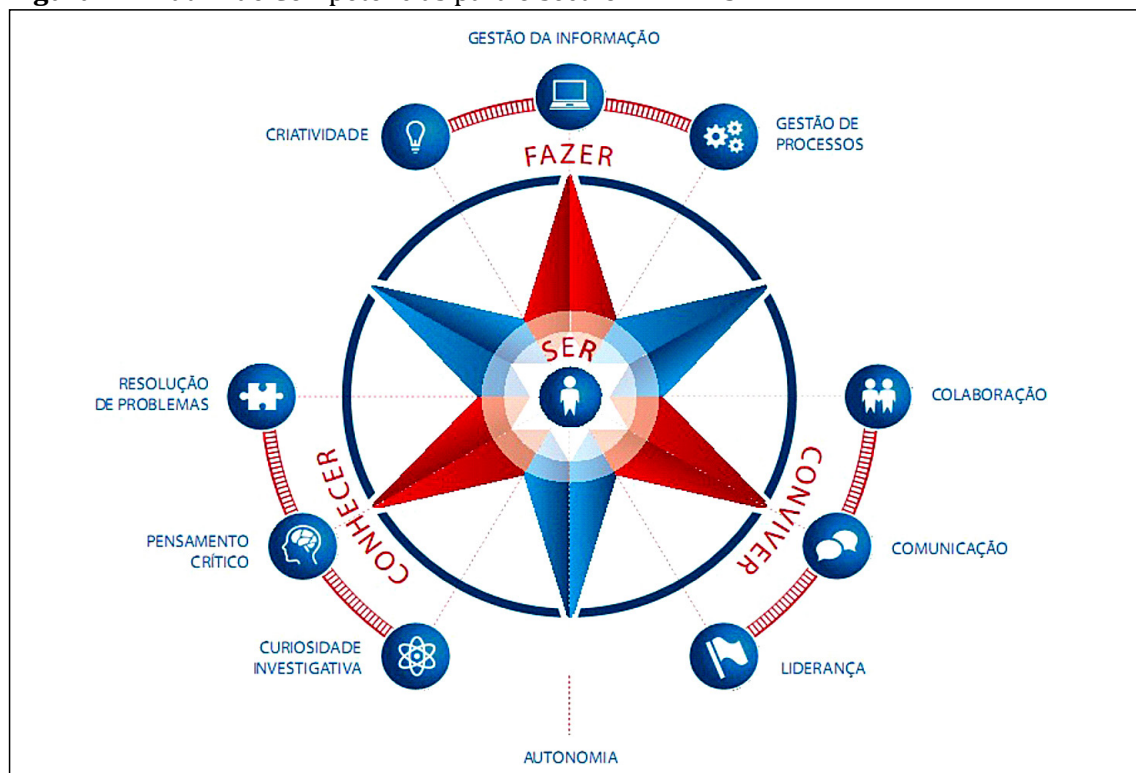 GESTÃO DA INFORMAÇÃO
CRIATIVIDADE
GESTÃO DE
PROCESSOS
FAZER
SER
RESOLUÇÃO
DE PROBLEMAS
COLABORAÇÃO
CONHECER
CONVIVER
PENSAMENTO
CRÍTICO
COMUNICAÇÃO
CURIOSIDADE
INVESTIGATIVA
LIDERANÇA
AUTONOMIA